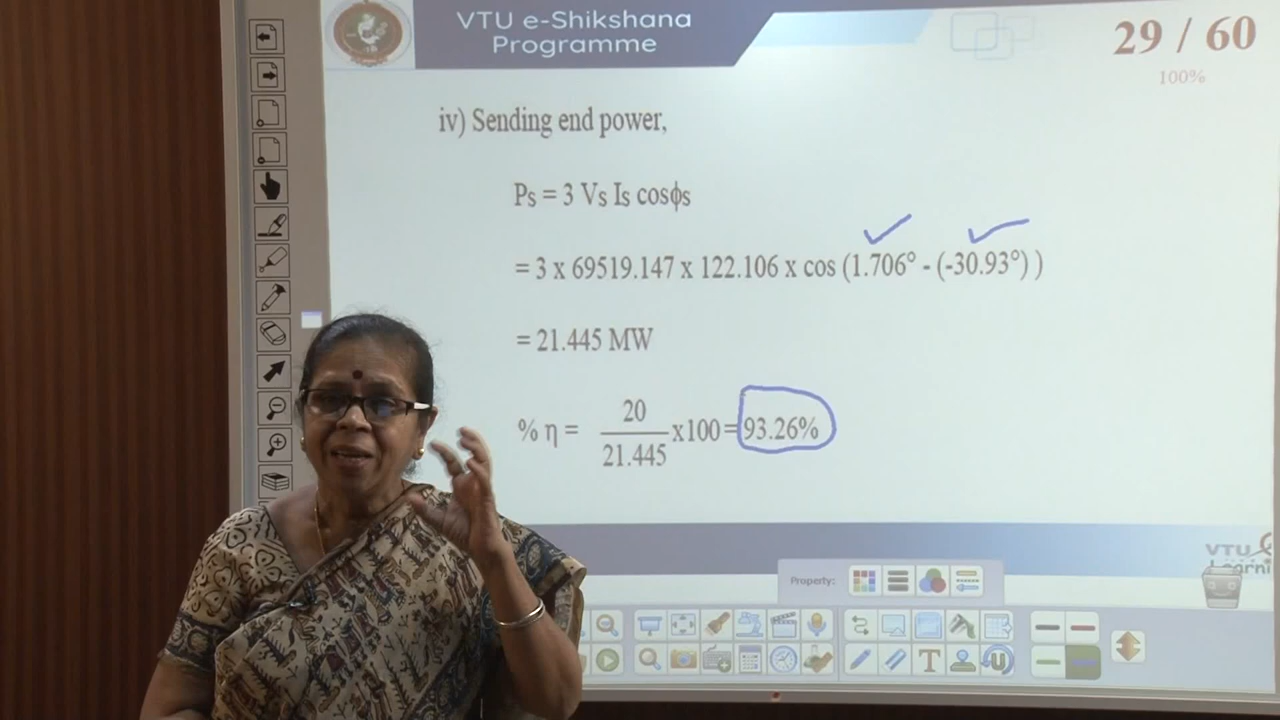 VTU e-Shikshana
Programme
29 / 60
100%
iv) Sending end power,
Ps = 3 Vs Is cosϕs
= 3 x 69519.147 x 122.106 x cos (1.706° - (-30.93°) )
= 21.445 MW
% η = 20/21.445 x100 = 93.26%
VTU
Property: